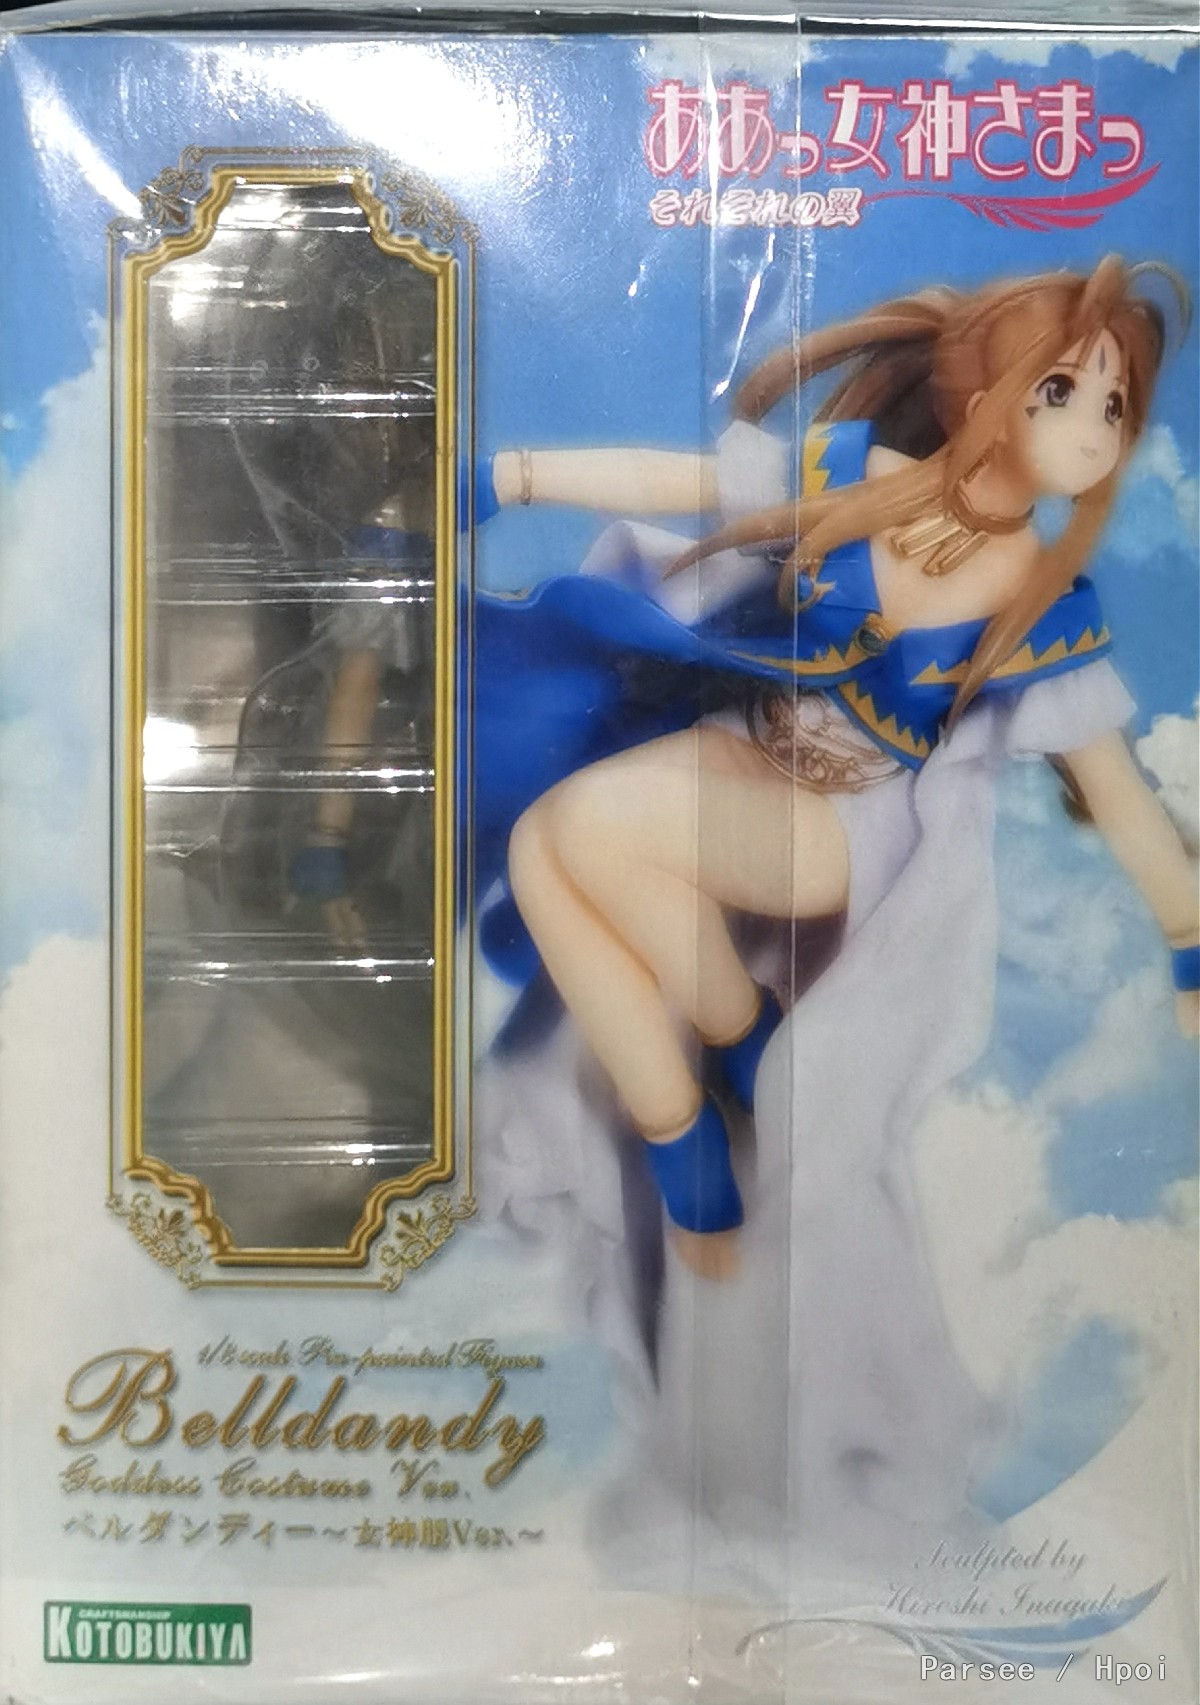 ああっ女神さまっ
それぞれの翼
1/8 scale Pre-painted Figure
Belldandy
Goddess Costume Ver.
ベルダンディー～女神服Ver.～
CRAFTSMANSHIP
KOTOBUKIYA
Sculpted by
Hiroshi Inagaki
Parsee / Hpoi